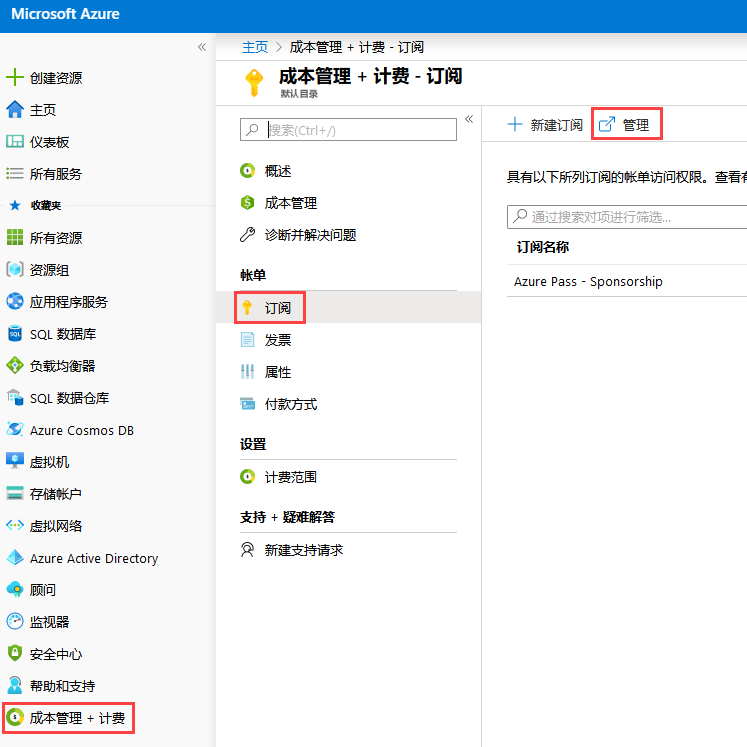 Microsoft Azure
创建资源
主页
仪表板
所有服务
收藏夹
所有资源
资源组
应用程序服务
SQL 数据库
负载均衡器
SQL 数据仓库
Azure Cosmos DB
虚拟机
存储帐户
虚拟网络
Azure Active Directory
顾问
监视器
安全中心
帮助和支持
成本管理 + 计费
主页 > 成本管理 + 计费 - 订阅
成本管理 + 计费 - 订阅
默认目录
搜索(Ctrl+/)
概述
成本管理
诊断并解决问题
帐单
订阅
发票
属性
付款方式
设置
计费范围
支持 + 疑难解答
新建支持请求
新建订阅 管理
具有以下所列订阅的帐单访问权限。查看有
通过搜索对项进行筛选...
订阅名称
Azure Pass - Sponsorship